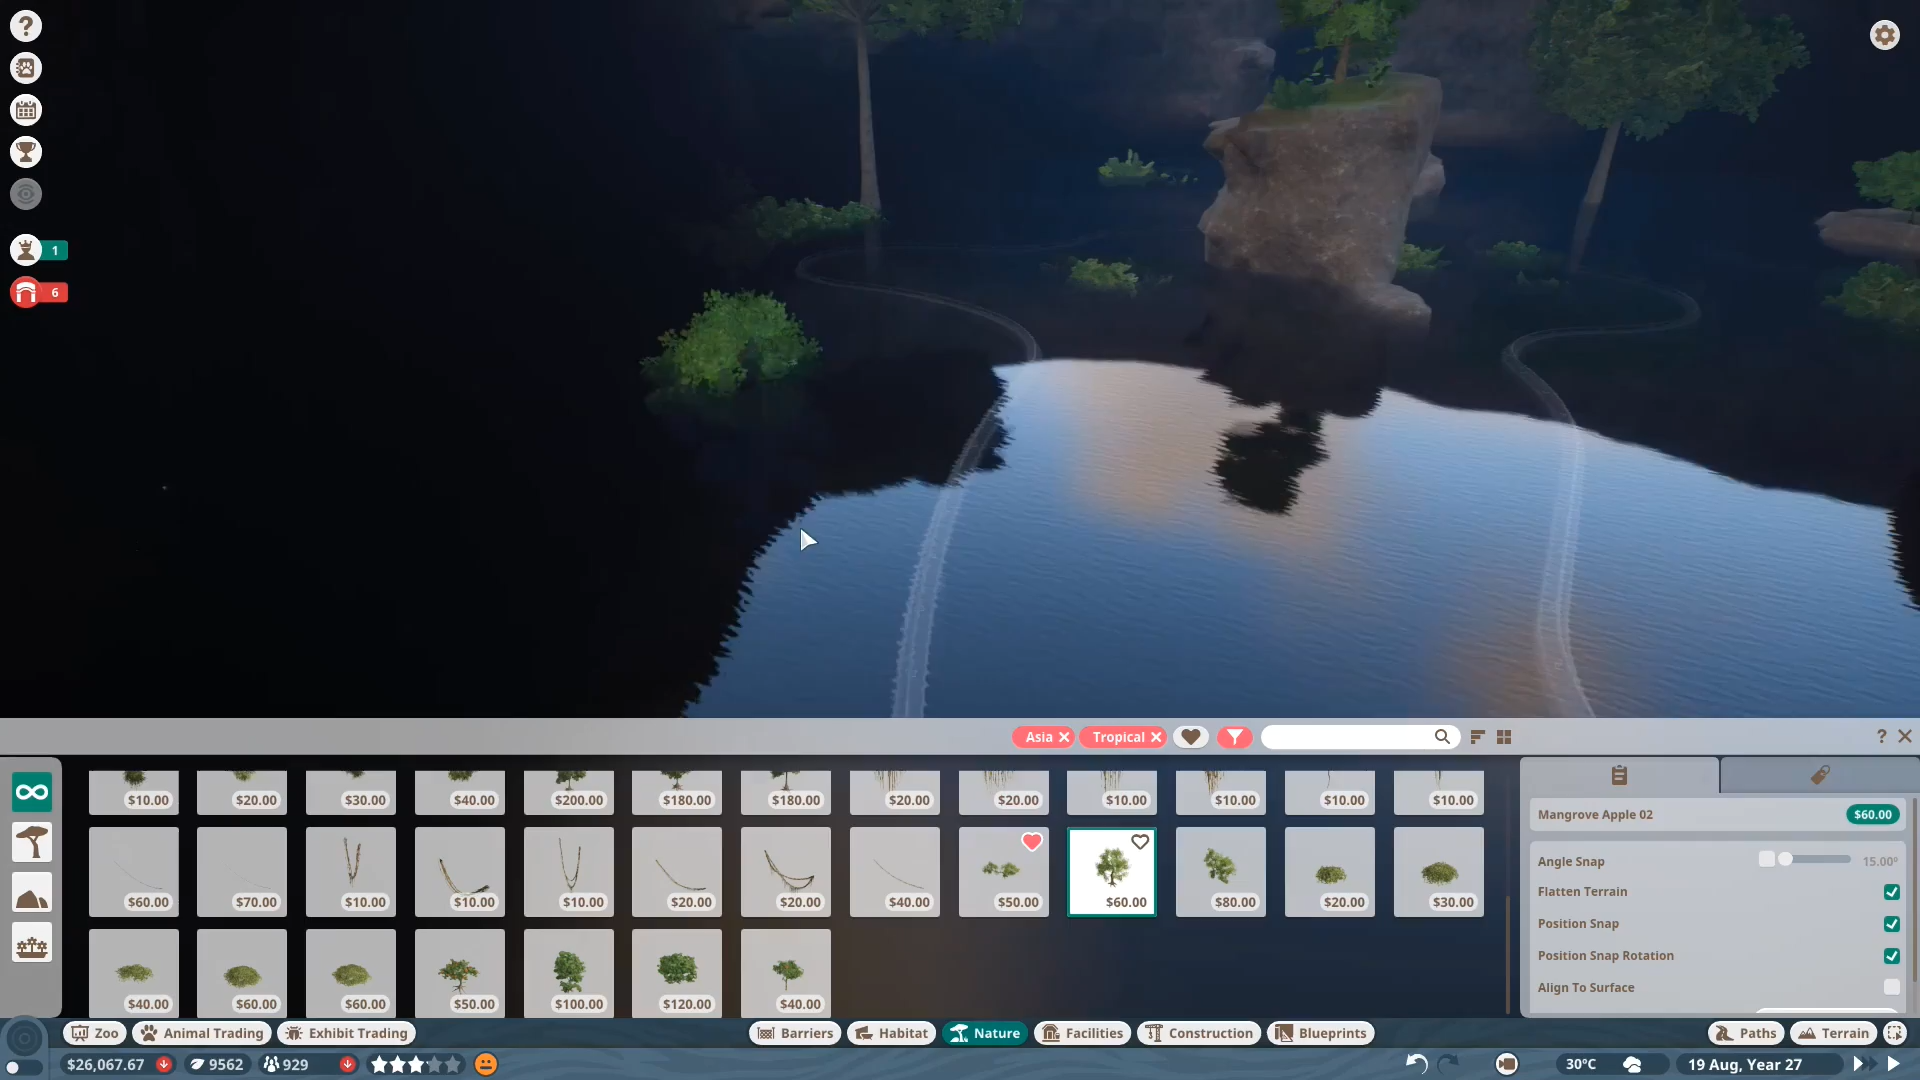 ?
1
6
Asia ×
Tropical ×
? ×
$10.00 $20.00 $30.00 $40.00 $200.00 $180.00 $180.00 $20.00 $20.00 $10.00 $10.00 $10.00 $10.00
$60.00 $70.00 $10.00 $10.00 $10.00 $20.00 $20.00 $40.00 $50.00 $60.00 $80.00 $20.00 $30.00
$40.00 $60.00 $60.00 $50.00 $100.00 $120.00 $40.00
Mangrove Apple 02 $60.00
Angle Snap 15.00°
Flatten Terrain
Position Snap
Position Snap Rotation
Align To Surface
Zoo Animal Trading Exhibit Trading Barriers Habitat Nature Facilities Construction Blueprints Paths Terrain
$26,067.67 9562 929 30°C 19 Aug, Year 27